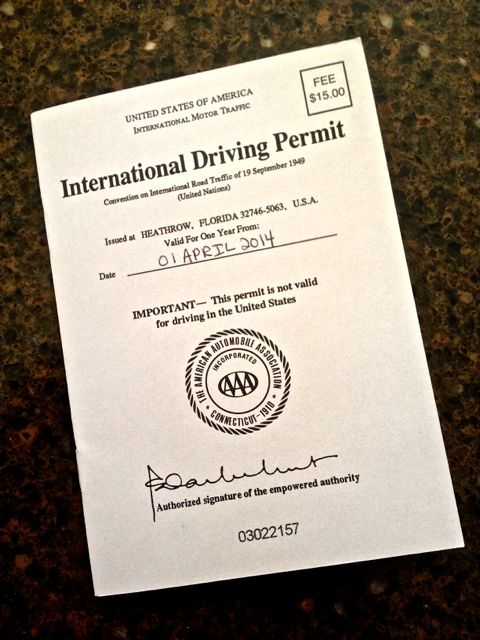 FEE
$15.00
UNITED STATES OF AMERICA
INTERNATIONAL MOTOR TRAFFIC
International Driving Permit
Convention on International Road Traffic of 19 September 1949
(United Nations)
Issued at HEATHROW, FLORIDA 32746-5063, U.S.A.
Valid For One Year From:
Date 01 APRIL 2014
IMPORTANT— This permit is not valid
for driving in the United States
THE AMERICAN AUTOMOBILE ASSOCIATION
INCORPORATED
AAA
CONNECTICUT-1910
Authorized signature of the empowered authority
03022157